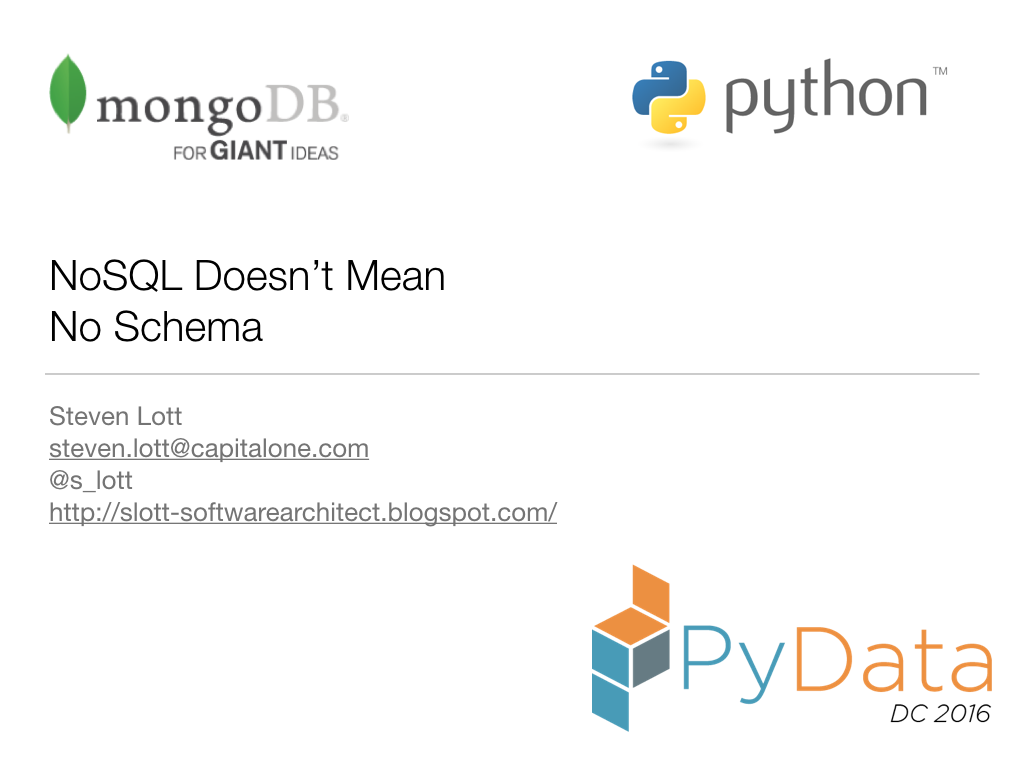 mongoDB®
FOR GIANT IDEAS
python™
NoSQL Doesn’t Mean
No Schema
Steven Lott
steven.lott@capitalone.com
@s_lott
http://slott-softwarearchitect.blogspot.com/
PyData
DC 2016